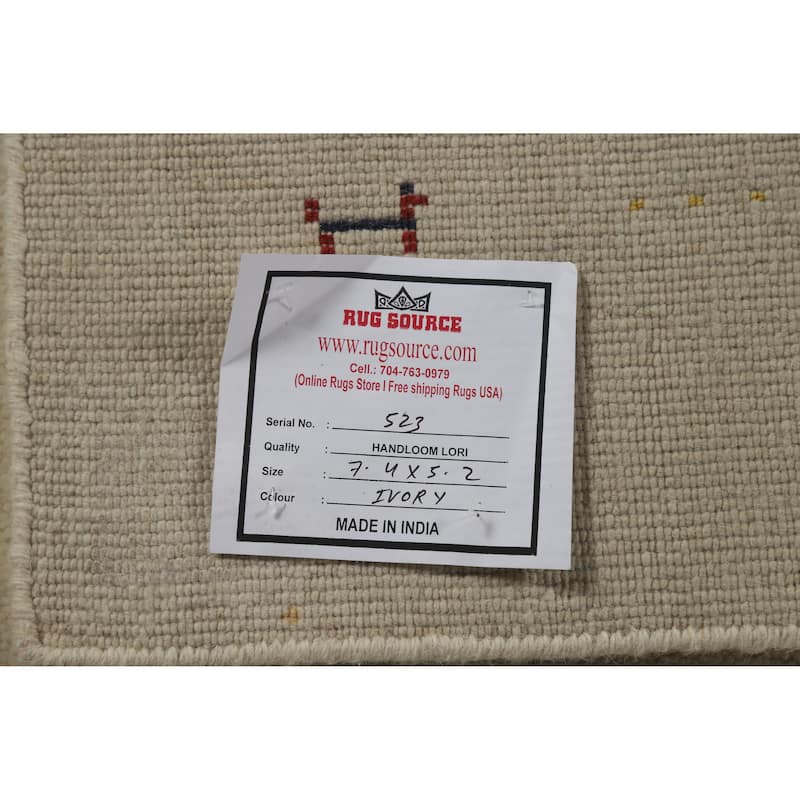 RUG SOURCE
www.rugsource.com
Cell.: 704-763-0979
(Online Rugs Store I Free shipping Rugs USA)
Serial No. : 523
Quality : HANDLOOM LORI
Size : 7.4X5.2
Colour : IVORY
MADE IN INDIA